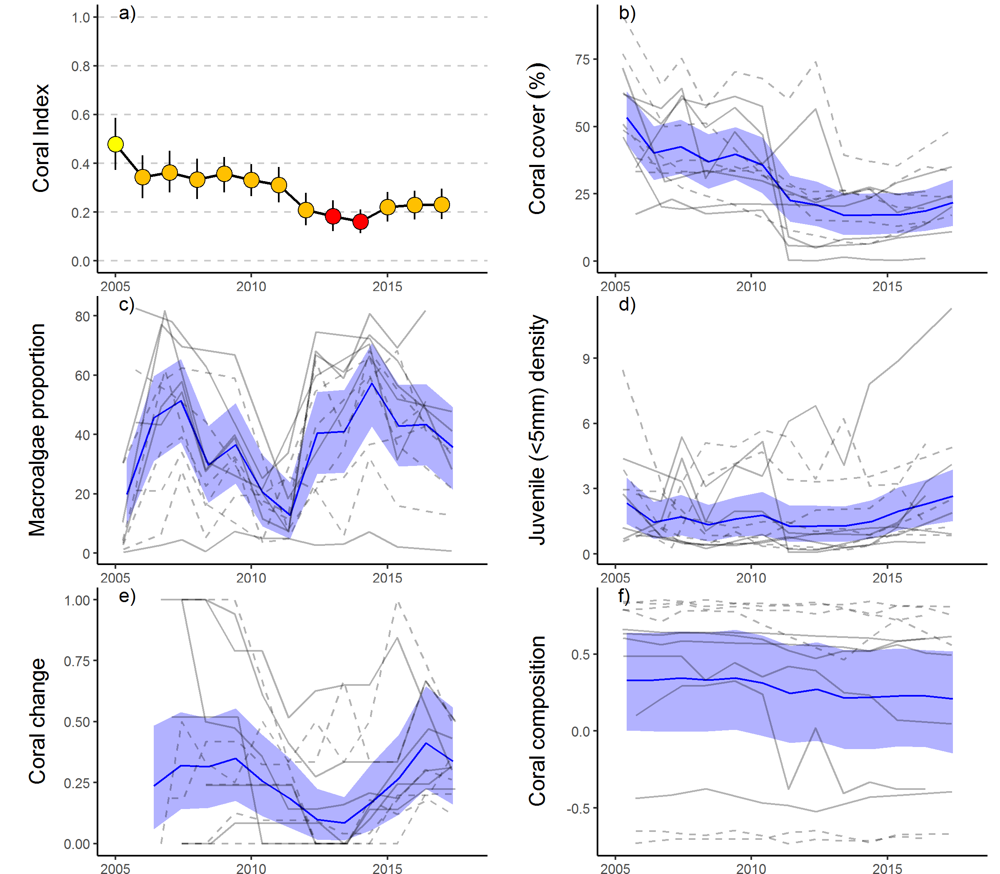 a)
Coral Index
1.0
0.8
0.6
0.4
0.2
0.0
2005 2010 2015
b)
Coral cover (%)
75
50
25
0
2005 2010 2015
c)
Macroalgae proportion
80
60
40
20
0
2005 2010 2015
d)
Juvenile (<5mm) density
9
6
3
0
2005 2010 2015
e)
Coral change
1.00
0.75
0.50
0.25
0.00
2005 2010 2015
f)
Coral composition
0.5
0.0
-0.5
2005 2010 2015